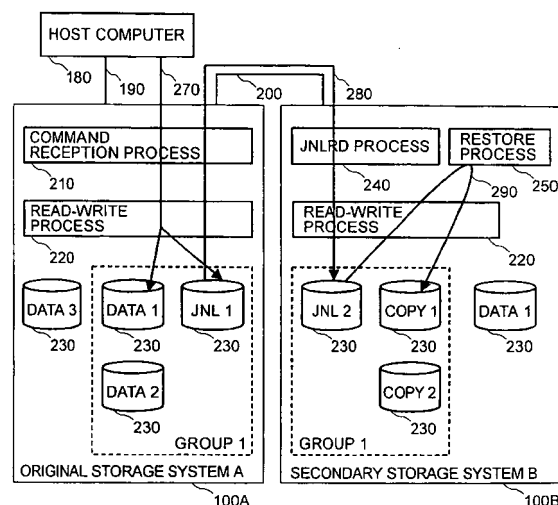 HOST COMPUTER
180 190 270 200 280
COMMAND
RECEPTION PROCESS
210
JNLRD PROCESS
240
RESTORE
PROCESS
290 250
READ-WRITE
PROCESS
220
READ-WRITE
PROCESS
220
DATA 3 DATA 1 JNL 1
230 230 230
JNL 2 COPY 1 DATA 1
230 230 230
DATA 2
230
COPY 2
230
GROUP 1
GROUP 1
ORIGINAL STORAGE SYSTEM A
SECONDARY STORAGE SYSTEM B
100A
100B